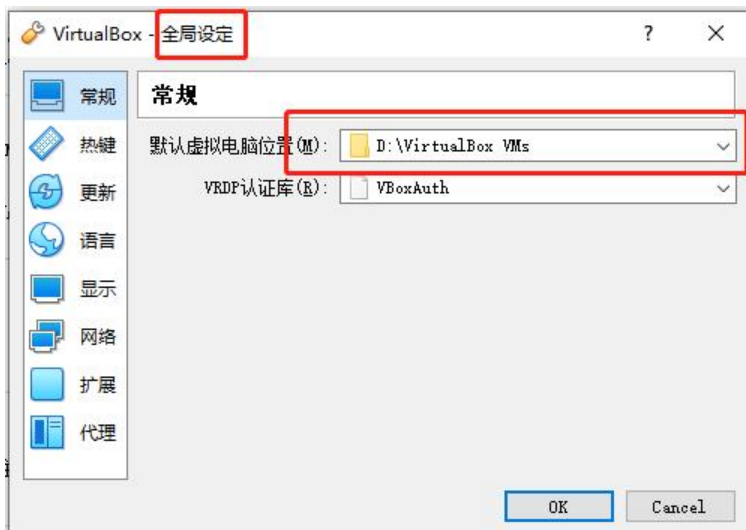 VirtualBox - 全局设定
?
常规
热键
更新
语言
显示
网络
扩展
代理
常规
默认虚拟电脑位置(M): D:\VirtualBox VMs
VRDP认证库(R): VBoxAuth
OK
Cancel